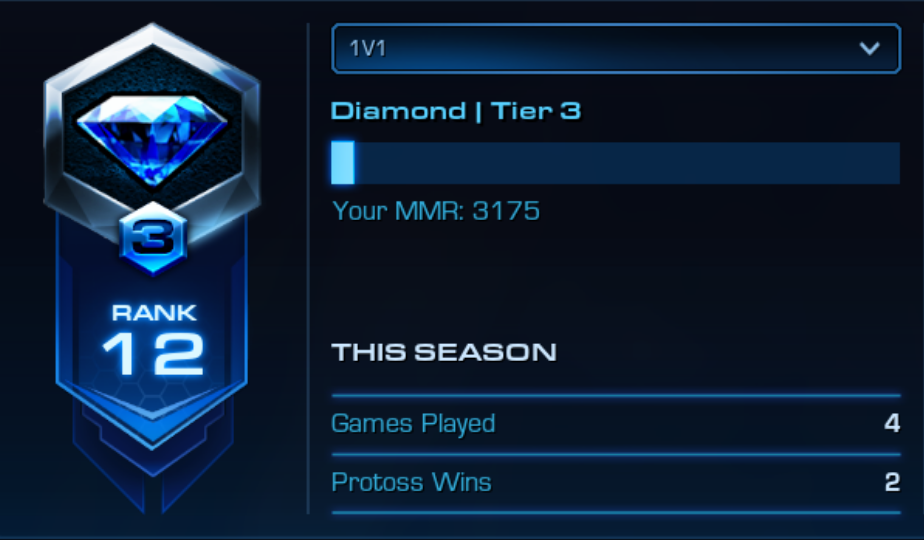 3
RANK
12
1V1
Diamond | Tier 3
Your MMR: 3175
THIS SEASON
Games Played 4
Protoss Wins 2